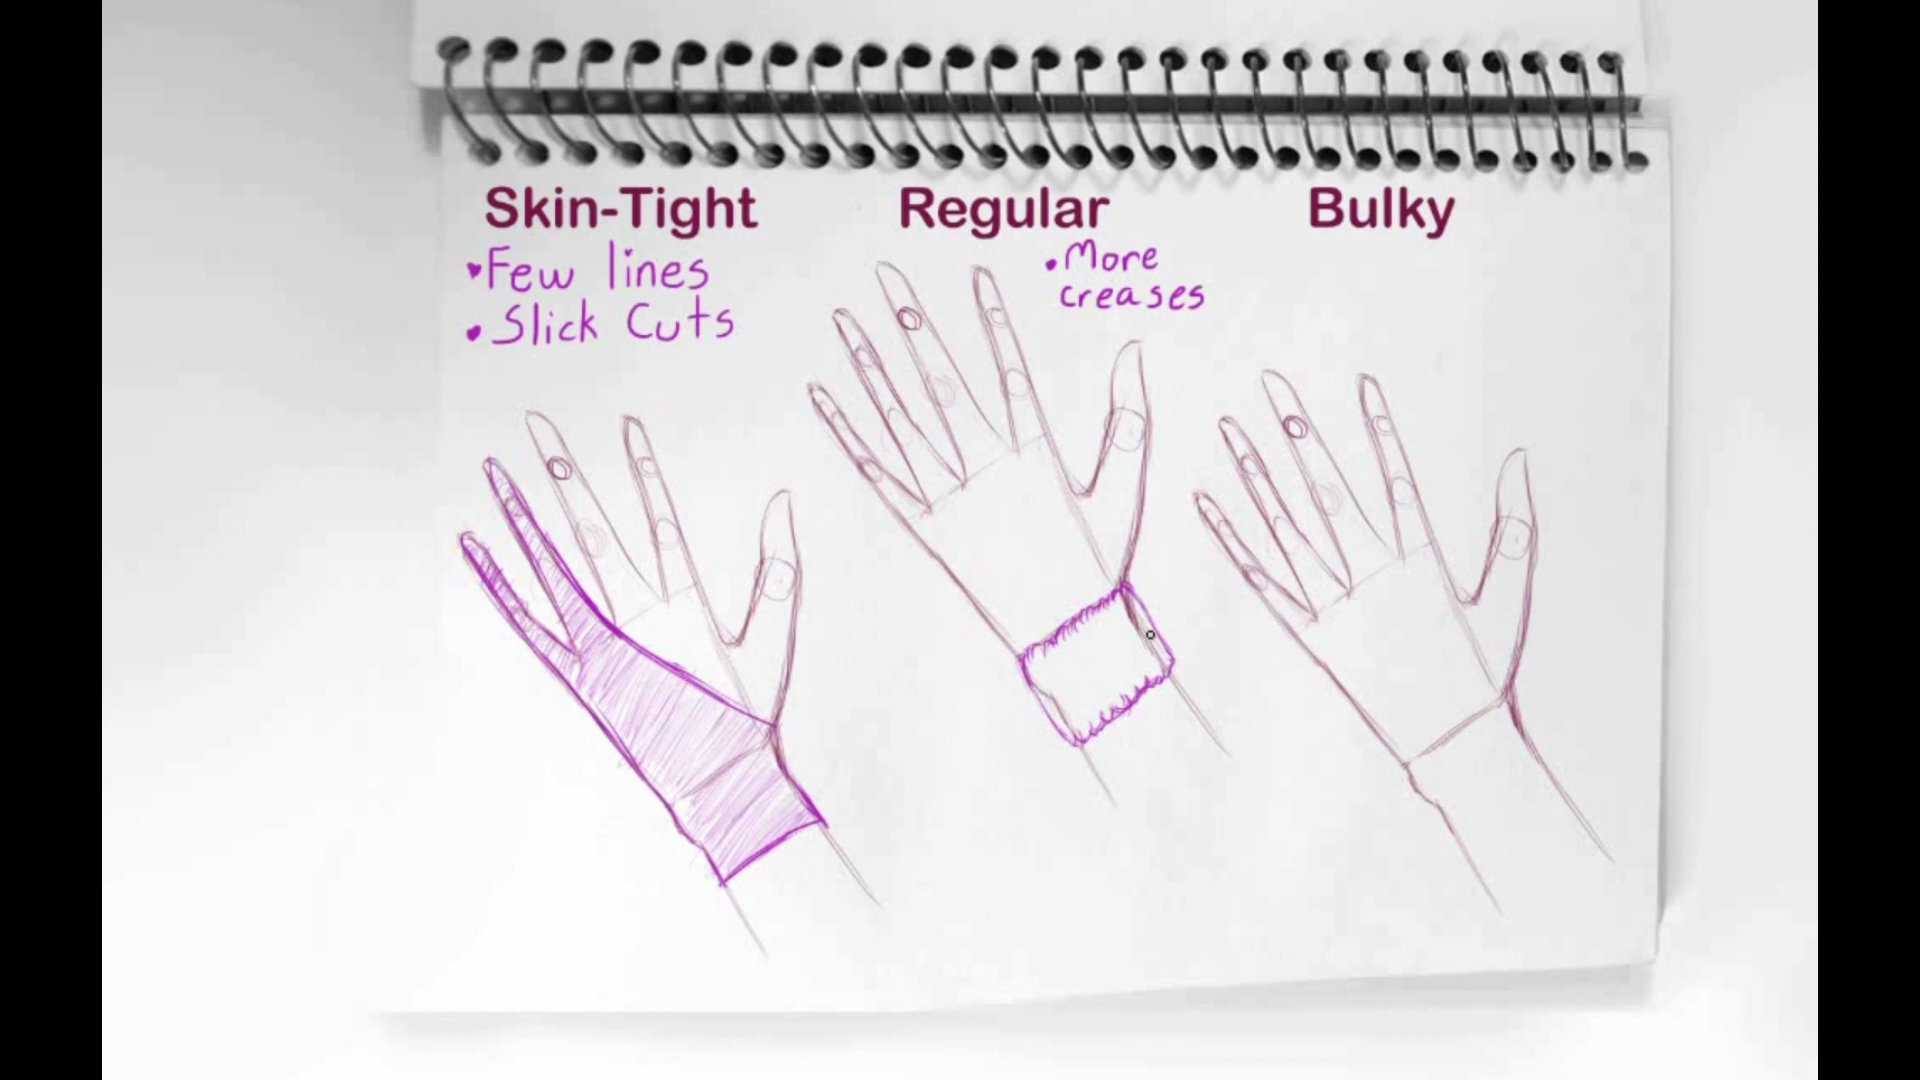 Skin-Tight
• Few lines
• Slick Cuts
Regular
• More
creases
Bulky